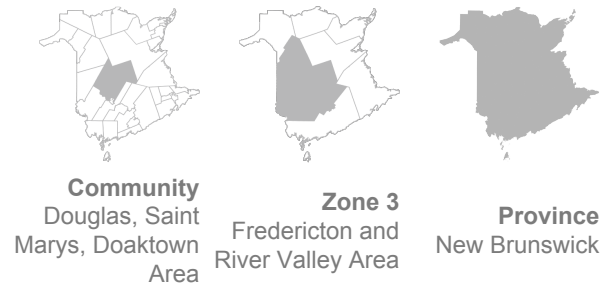 Community
Douglas, Saint
Marys, Doaktown
Area
Zone 3
Fredericton and
River Valley Area
Province
New Brunswick